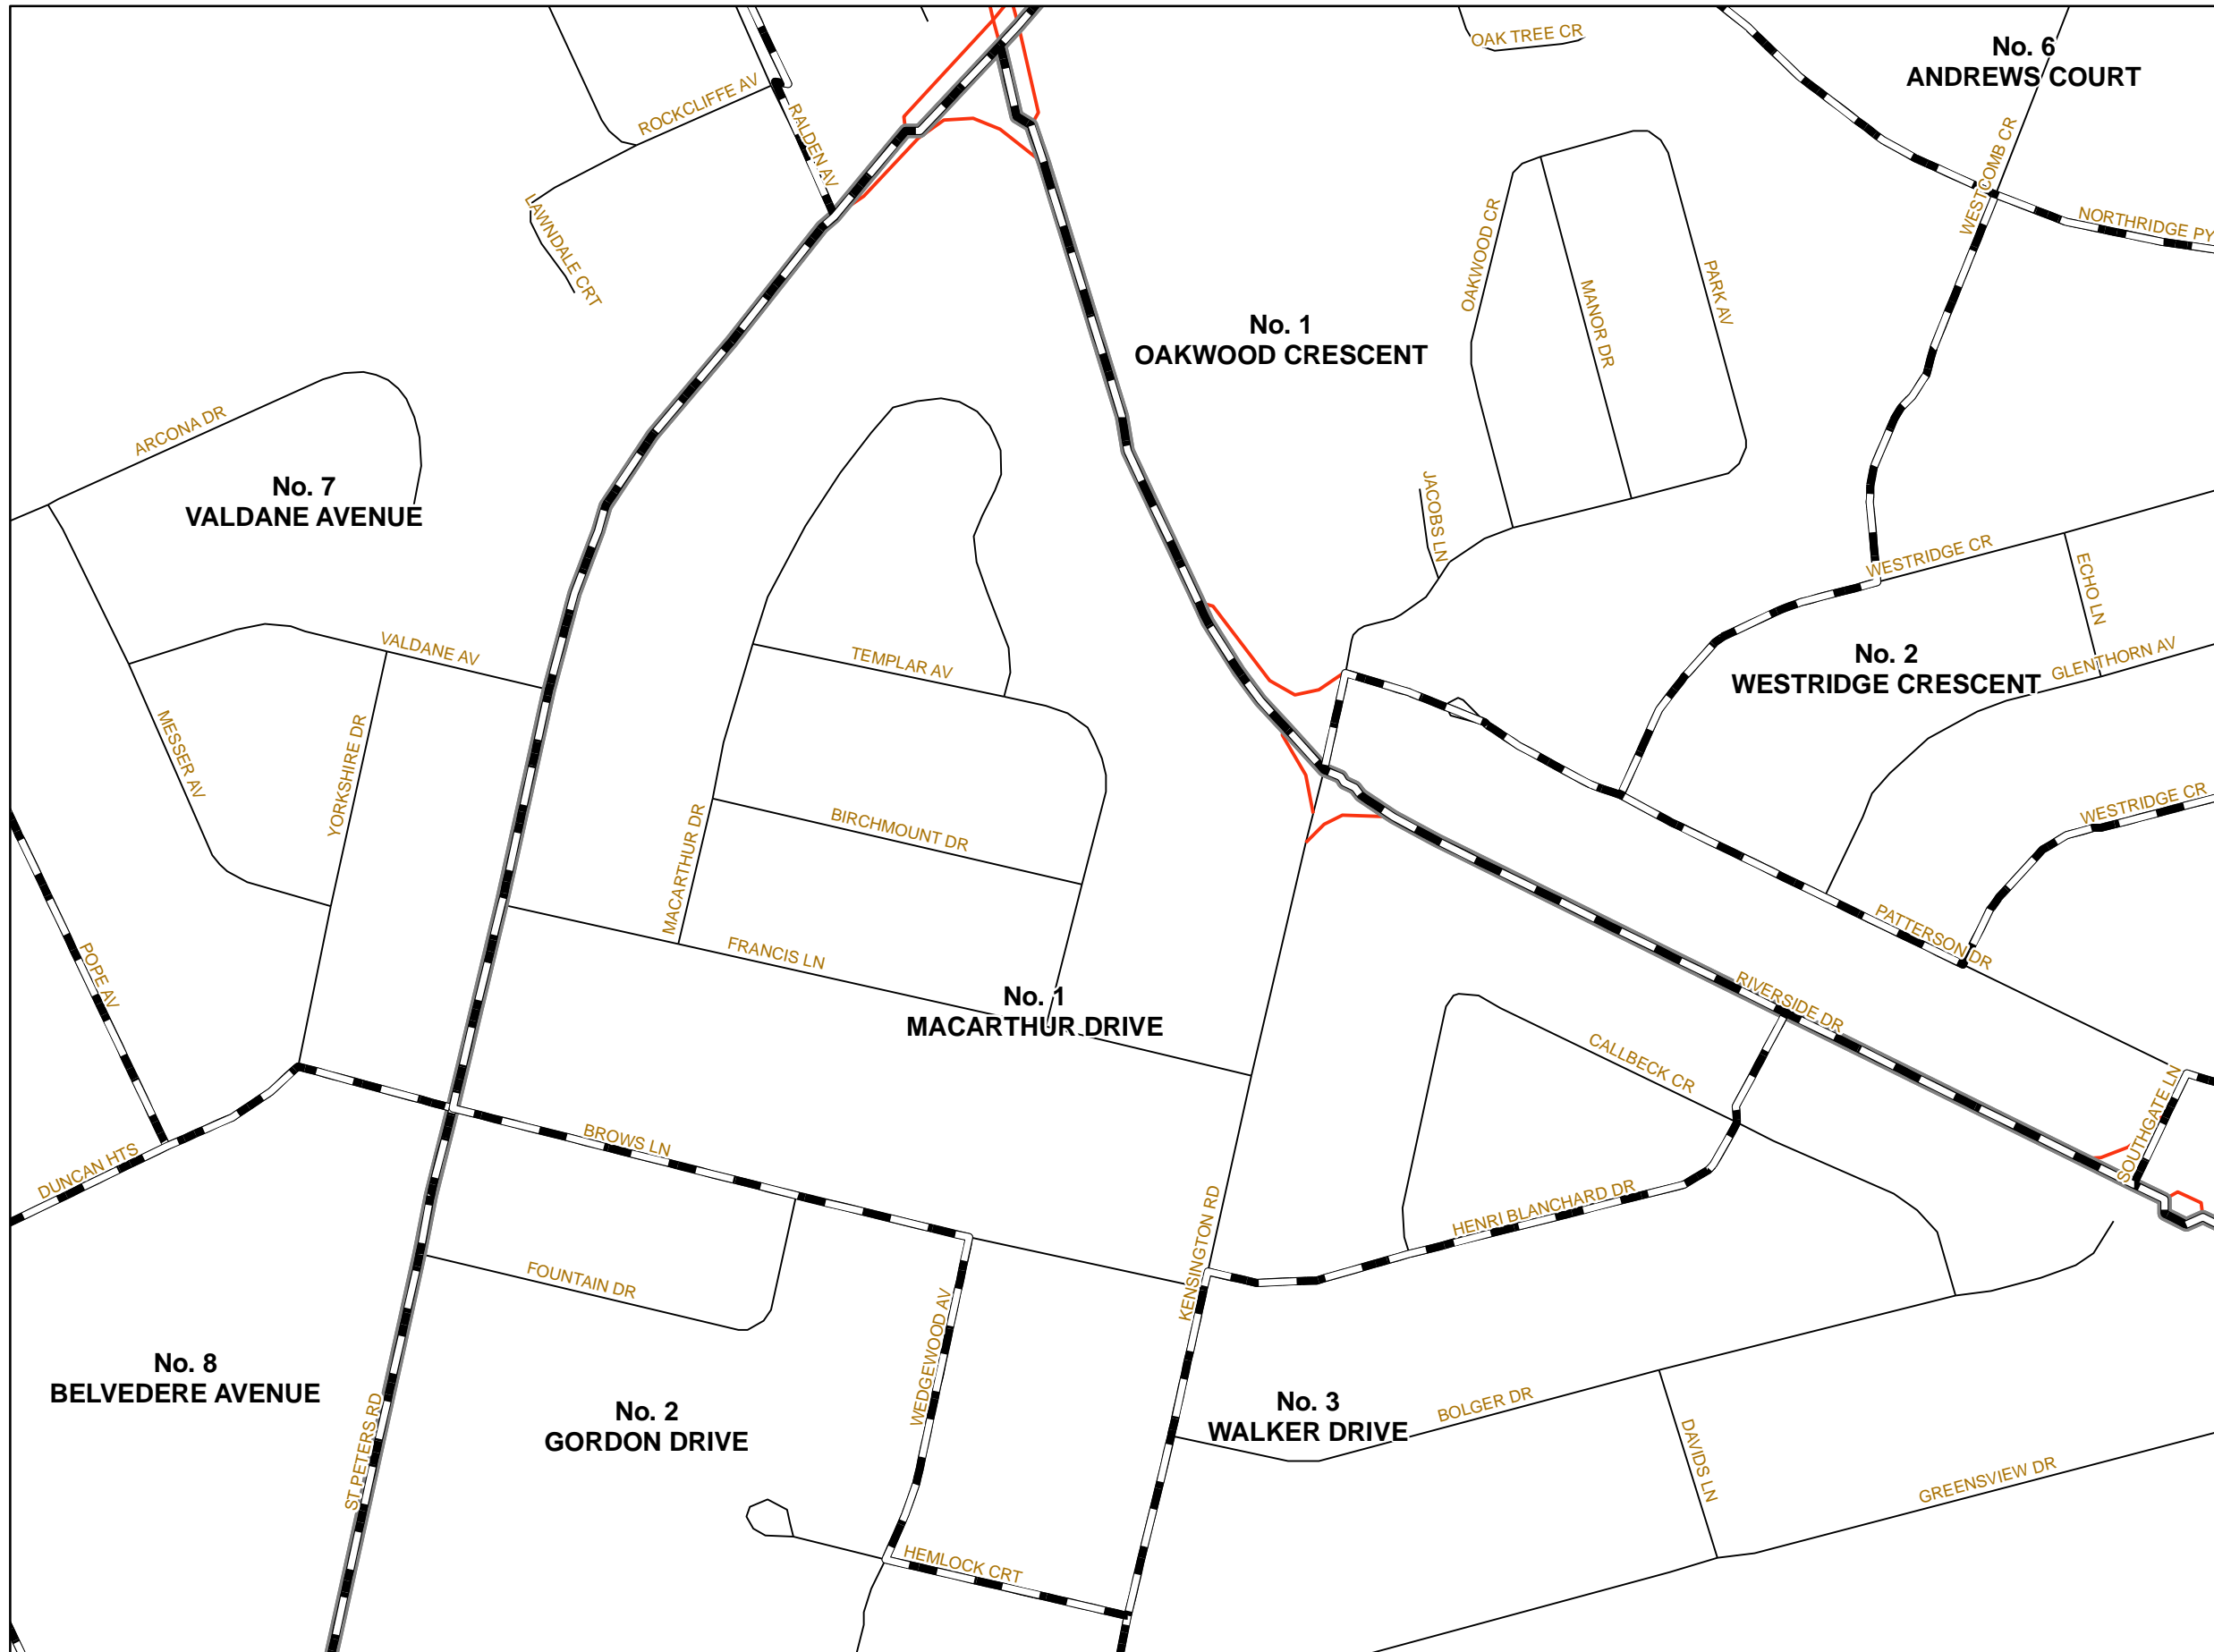 OAK TREE CR
No. 6
ANDREWS COURT
ROCKCLIFFE AV
RALDEN AV
WESTCOMB CR
LAWNDALE CRT
NORTHRIDGE PY
OAKWOOD CR
MANOR DR
PARK AV
No. 1
OAKWOOD CRESCENT
ARCONA DR
No. 7
VALDANE AVENUE
JACOBS LN
WESTRIDGE CR
ECHO LN
VALDANE AV
TEMPLAR AV
No. 2
WESTRIDGE CRESCENT
GLENTHORN AV
MESSER AV
YORKSHIRE DR
MACARTHUR DR
BIRCHMOUNT DR
WESTRIDGE CR
POPE AV
FRANCIS LN
PATTERSON DR
No. 1
MACARTHUR DRIVE
RIVERSIDE DR
CALLBECK CR
SOUTHGATE LN
DUNCAN HTS
BROWS LN
HENRI BLANCHARD DR
KENSINGTON RD
FOUNTAIN DR
WEDGEWOOD AV
No. 8
BELVEDERE AVENUE
ST.PETERS RD
No. 2
GORDON DRIVE
No. 3
WALKER DRIVE
BOLGER DR
DAVIDS LN
GREENSVIEW DR
HEMLOCK CRT